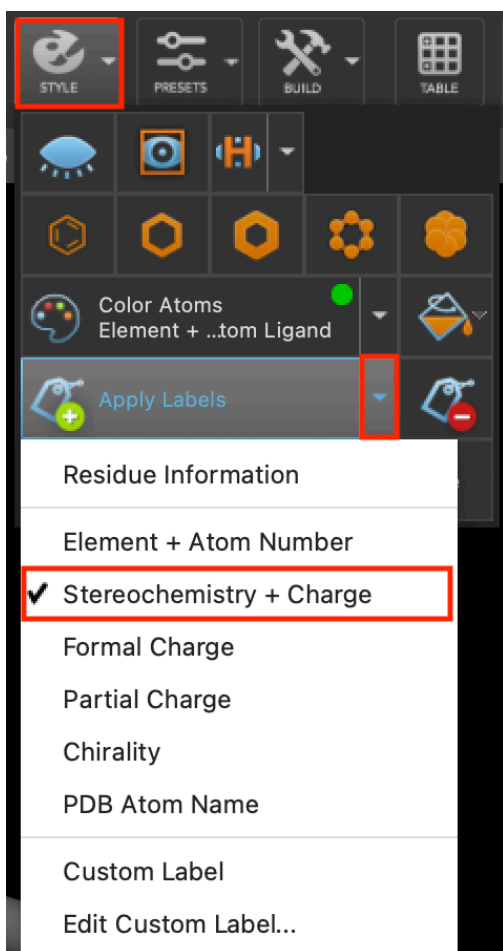 STYLE PRESETS BUILD TABLE
Color Atoms
Element + ...tom Ligand
Apply Labels
Residue Information
Element + Atom Number
Stereochemistry + Charge
Formal Charge
Partial Charge
Chirality
PDB Atom Name
Custom Label
Edit Custom Label...